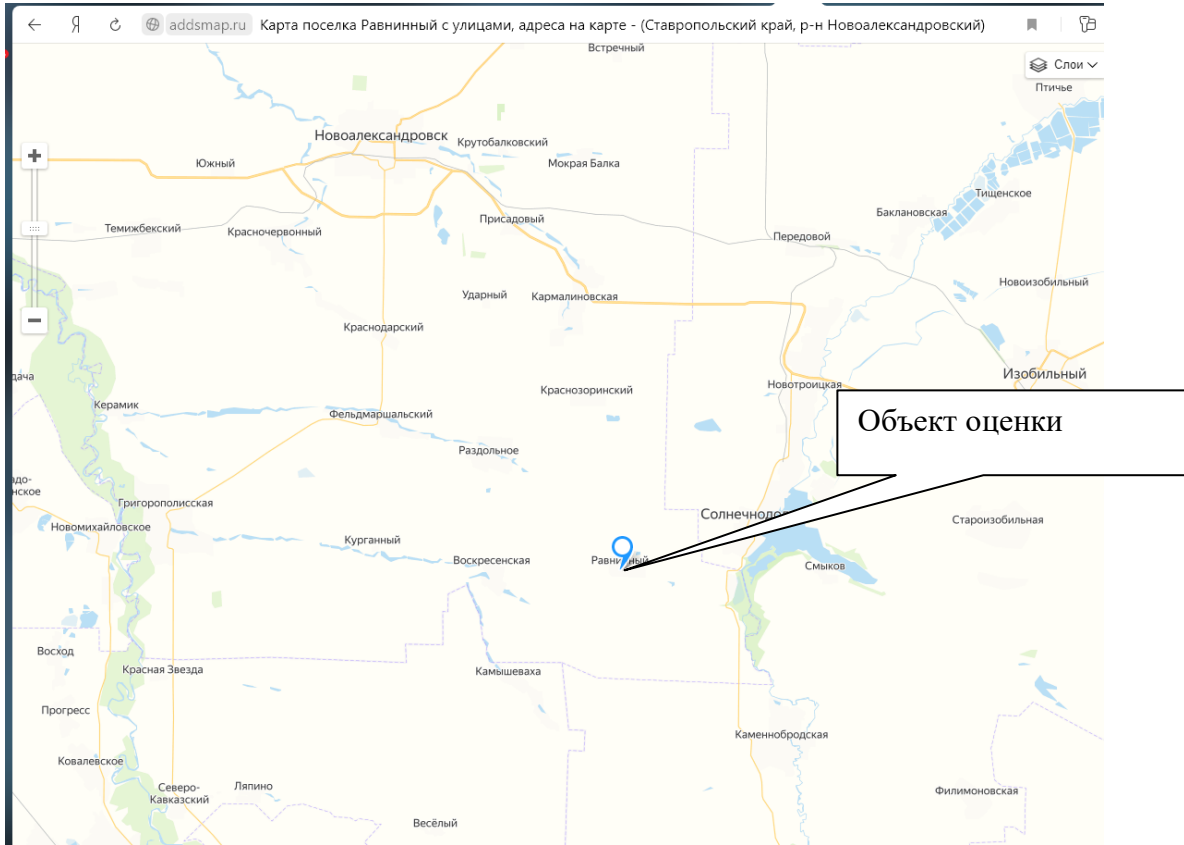 addsmap.ru Карта поселка Равнинный с улицами, адреса на карте - (Ставропольский край, р-н Новоалександровский)
Встречный
Слои
Птичье
Новоалександровск
Крутобалковский
Южный
Мокрая Балка
Тищенское
Баклановская
Присадовый
Темижбекский
Красночервонный
Передовой
Новоизобильный
Ударный
Кармалиновская
Краснодарский
Изобильный
Новотроицкая
Краснозоринский
Керамик
Фельдмаршальский
Объект оценки
Раздольное
Григорополисская
Солнечнодо
Староизобильная
Новомихайловское
Курганный
Воскресенская
Равнинный
Смыков
Восход
Красная Звезда
Камышеваха
Прогресс
Каменнобродская
Ковалевское
Северо-
Кавказский
Ляпино
Филимоновская
Весёлый